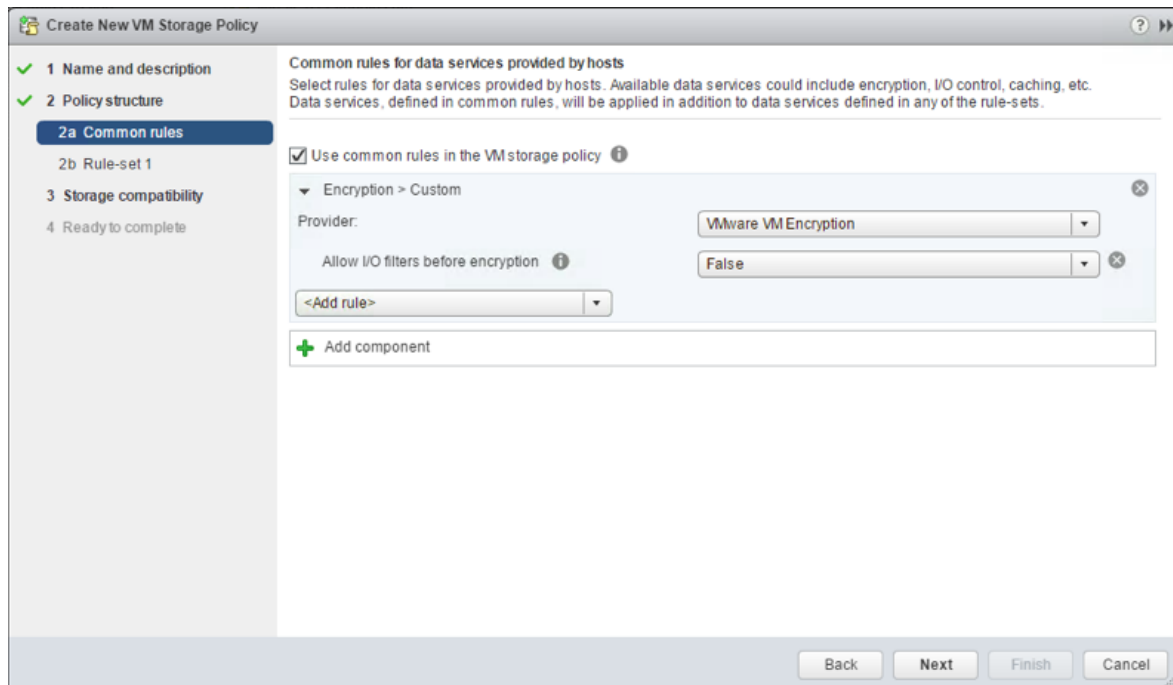 Create New VM Storage Policy
1 Name and description
2 Policy structure
2a Common rules
2b Rule-set 1
3 Storage compatibility
4 Ready to complete
Common rules for data services provided by hosts
Select rules for data services provided by hosts. Available data services could include encryption, I/O control, caching, etc.
Data services, defined in common rules, will be applied in addition to data services defined in any of the rule-sets.
Use common rules in the VM storage policy
Encryption > Custom
Provider: VMware VM Encryption
Allow I/O filters before encryption False
<Add rule>
Add component
Back Next Finish Cancel